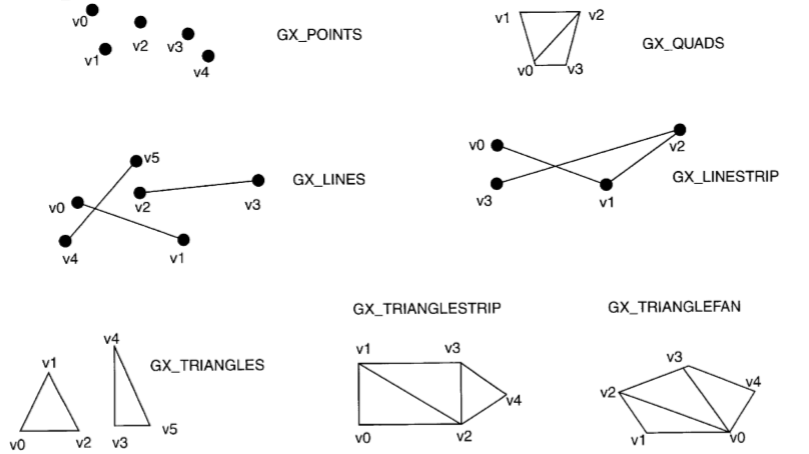 v0
v1
v2
v3
v4
GX_POINTS
v1
v2
v0
v3
GX_QUADS
v5
v0
v2
v3
v4
v1
GX_LINES
v0
v2
v3
v1
GX_LINESTRIP
v1
v0
v2
v4
v3
v5
GX_TRIANGLES
GX_TRIANGLESTRIP
v1
v3
v4
v0
v2
GX_TRIANGLEFAN
v3
v2
v4
v1
v0